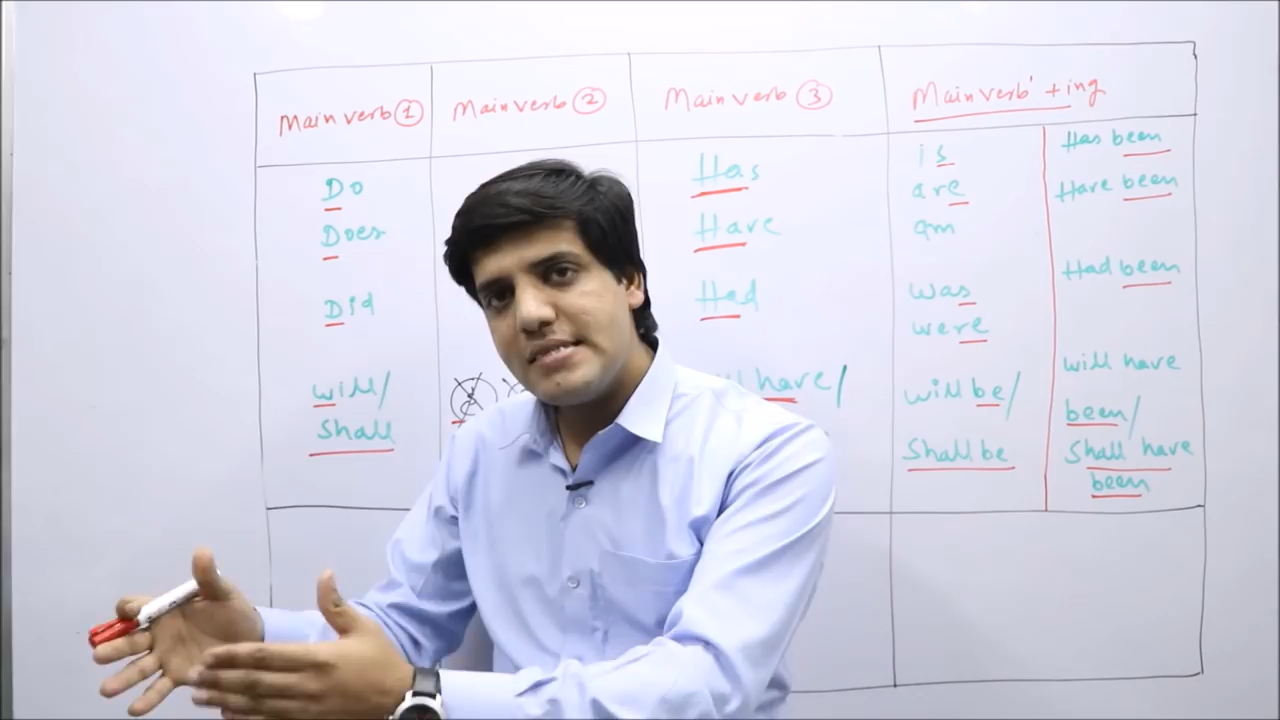 Main verb 1
Main verb 2
Main verb 3
Main verb' + ing
Do
Does
Did
will/
Shall
Has
Have
Had
have/
is
are
am
was
were
will be/
Shall be
Has been
Have been
Had been
will have
been/
Shall have
been